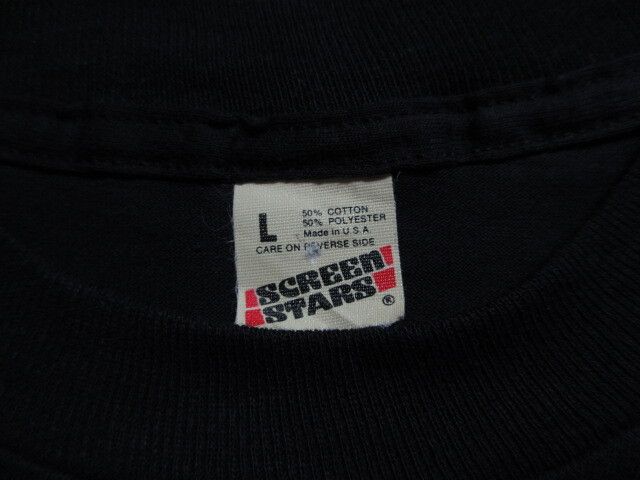 L
50% COTTON
50% POLYESTER
Made in U.S.A.
CARE ON REVERSE SIDE
SCREEN
STARS
®